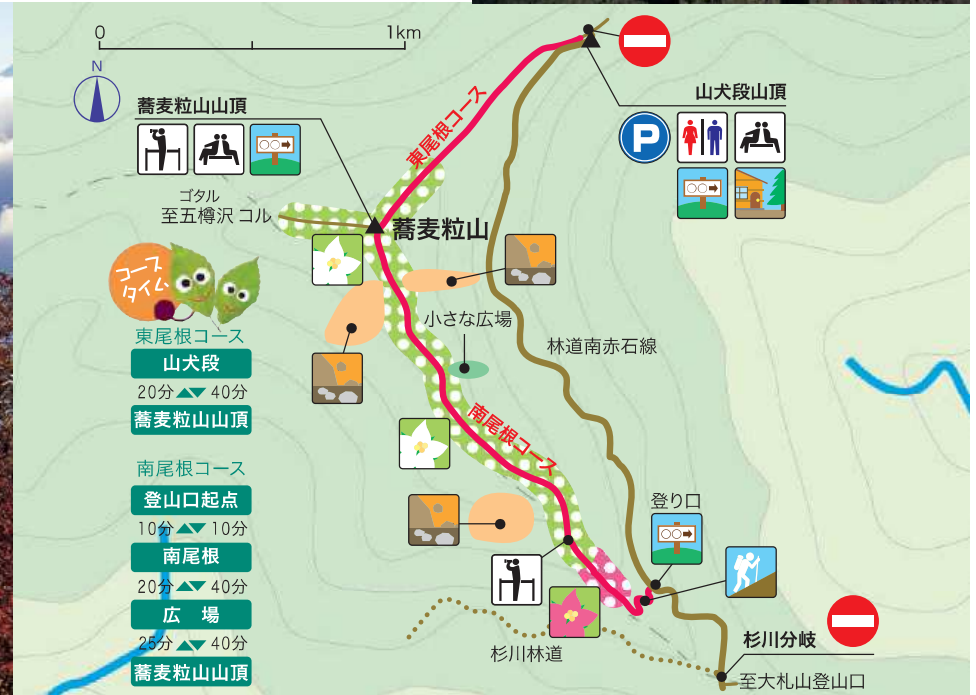 0 1km
N
蕎麦粒山山頂
山犬段山頂
P
東尾根コース
ゴタル
至五樽沢 コル
蕎麦粒山
コース
タイム
小さな広場
林道南赤石線
東尾根コース
山犬段
20分 40分
蕎麦粒山山頂
南尾根コース
南尾根コース
登山口起点
10分 10分
南尾根
20分 40分
広 場
25分 40分
蕎麦粒山山頂
登り口
杉川林道
杉川分岐
至大札山登山口